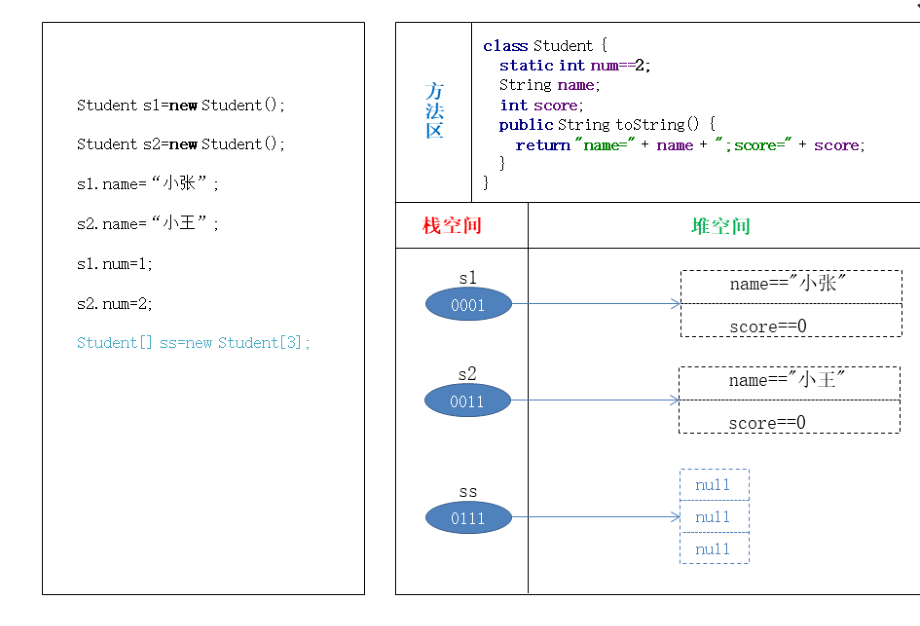 Student s1=new Student();
Student s2=new Student();
s1.name=“小张”;
s2.name=“小王”;
s1.num=1;
s2.num=2;
Student[] ss=new Student[3];
方法区
class Student {
static int num==2;
String name;
int score;
public String toString() {
return "name=" + name + ";score=" + score;
}
}
栈空间
堆空间
s1
0001
name=="小张"
score==0
s2
0011
name=="小王"
score==0
ss
0111
null
null
null